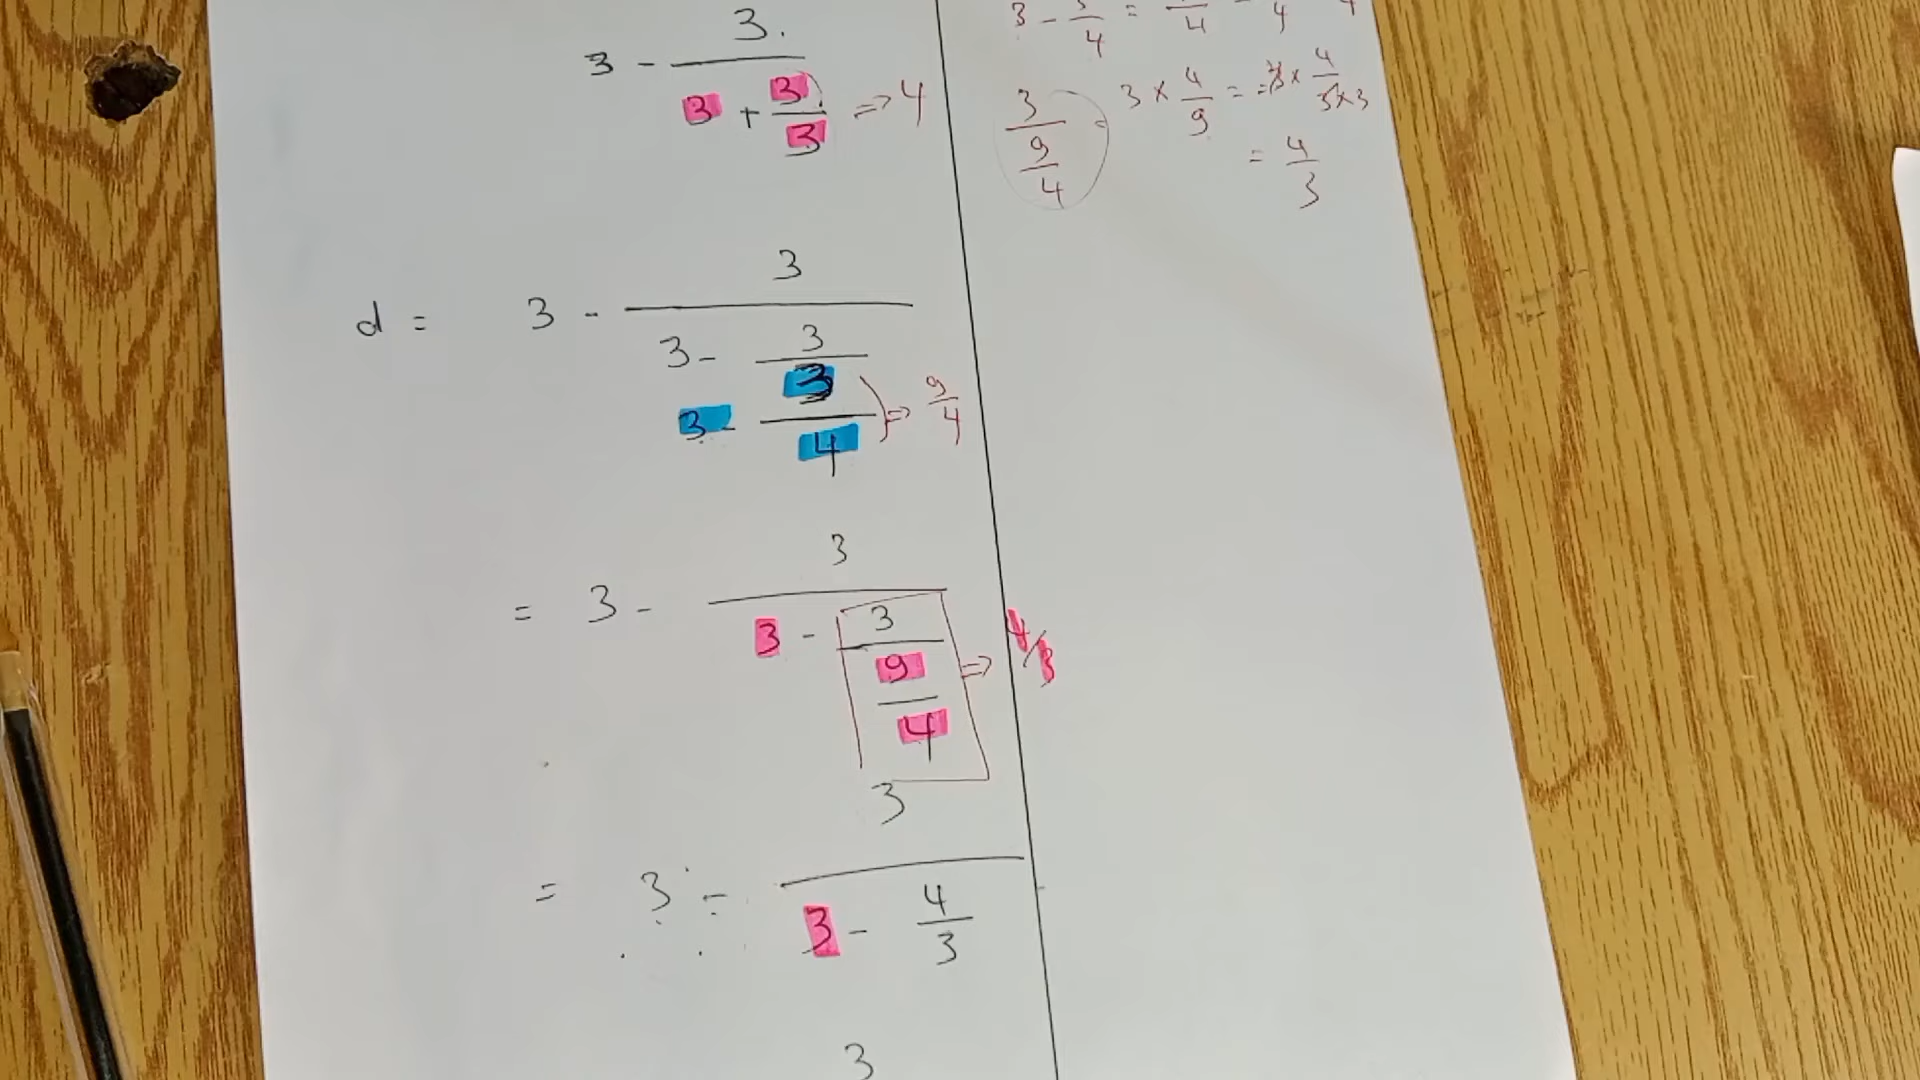 3 - 3/4 =
3.
3 -
3 + 3/3 => 4
3/(9/4) = 3 × 4/9 = = 3 × 4/(3×3)
= 4/3
3
d = 3 -
3 - 3
3 - 3/4 => 9/4
3
= 3 -
3 - 3/(9/4) => 4/3
3
= 3 -
3 - 4/3
3